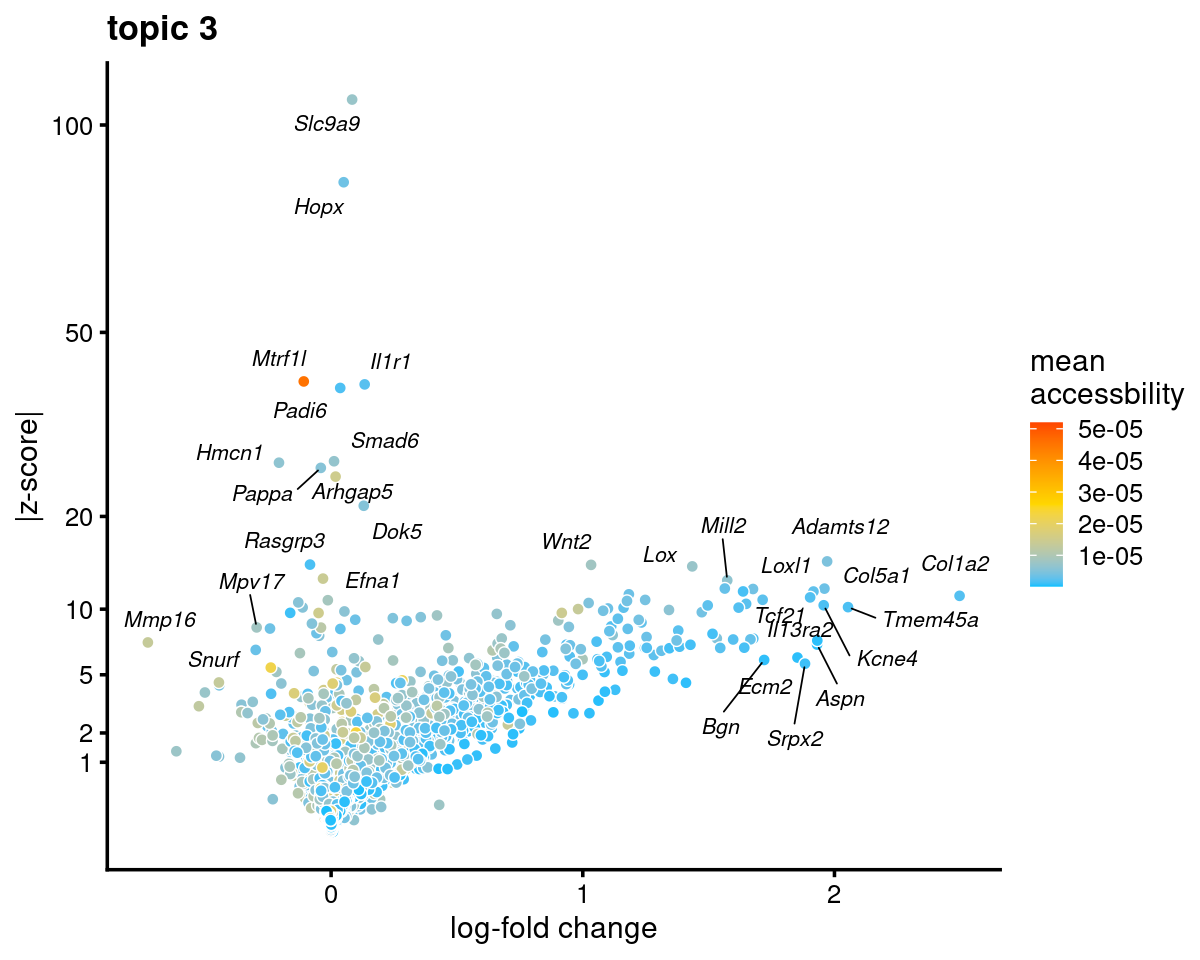 topic 3
Slc9a9
100
Hopx
50
Mtrf1l
Il1r1
Padi6
Smad6
Hmcn1
Pappa
Arhgap5
20
Dok5
Rasgrp3
Wnt2
Mill2
Adamts12
Lox
Loxl1
Col1a2
Mpv17
Efna1
Col5a1
10
Mmp16
Tcf21
Tmem45a
Il13ra2
Snurf
Kcne4
5
Ecm2
Aspn
2
Bgn
Srpx2
1
|z-score|
0
1
2
log-fold change
mean
accessbility
5e-05
4e-05
3e-05
2e-05
1e-05